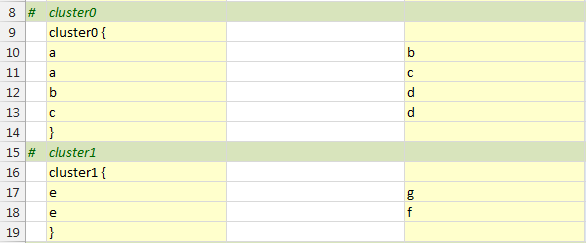 8 # cluster0
9 cluster0 {
10 a b
11 a c
12 b d
13 c d
14 }
15 # cluster1
16 cluster1 {
17 e g
18 e f
19 }